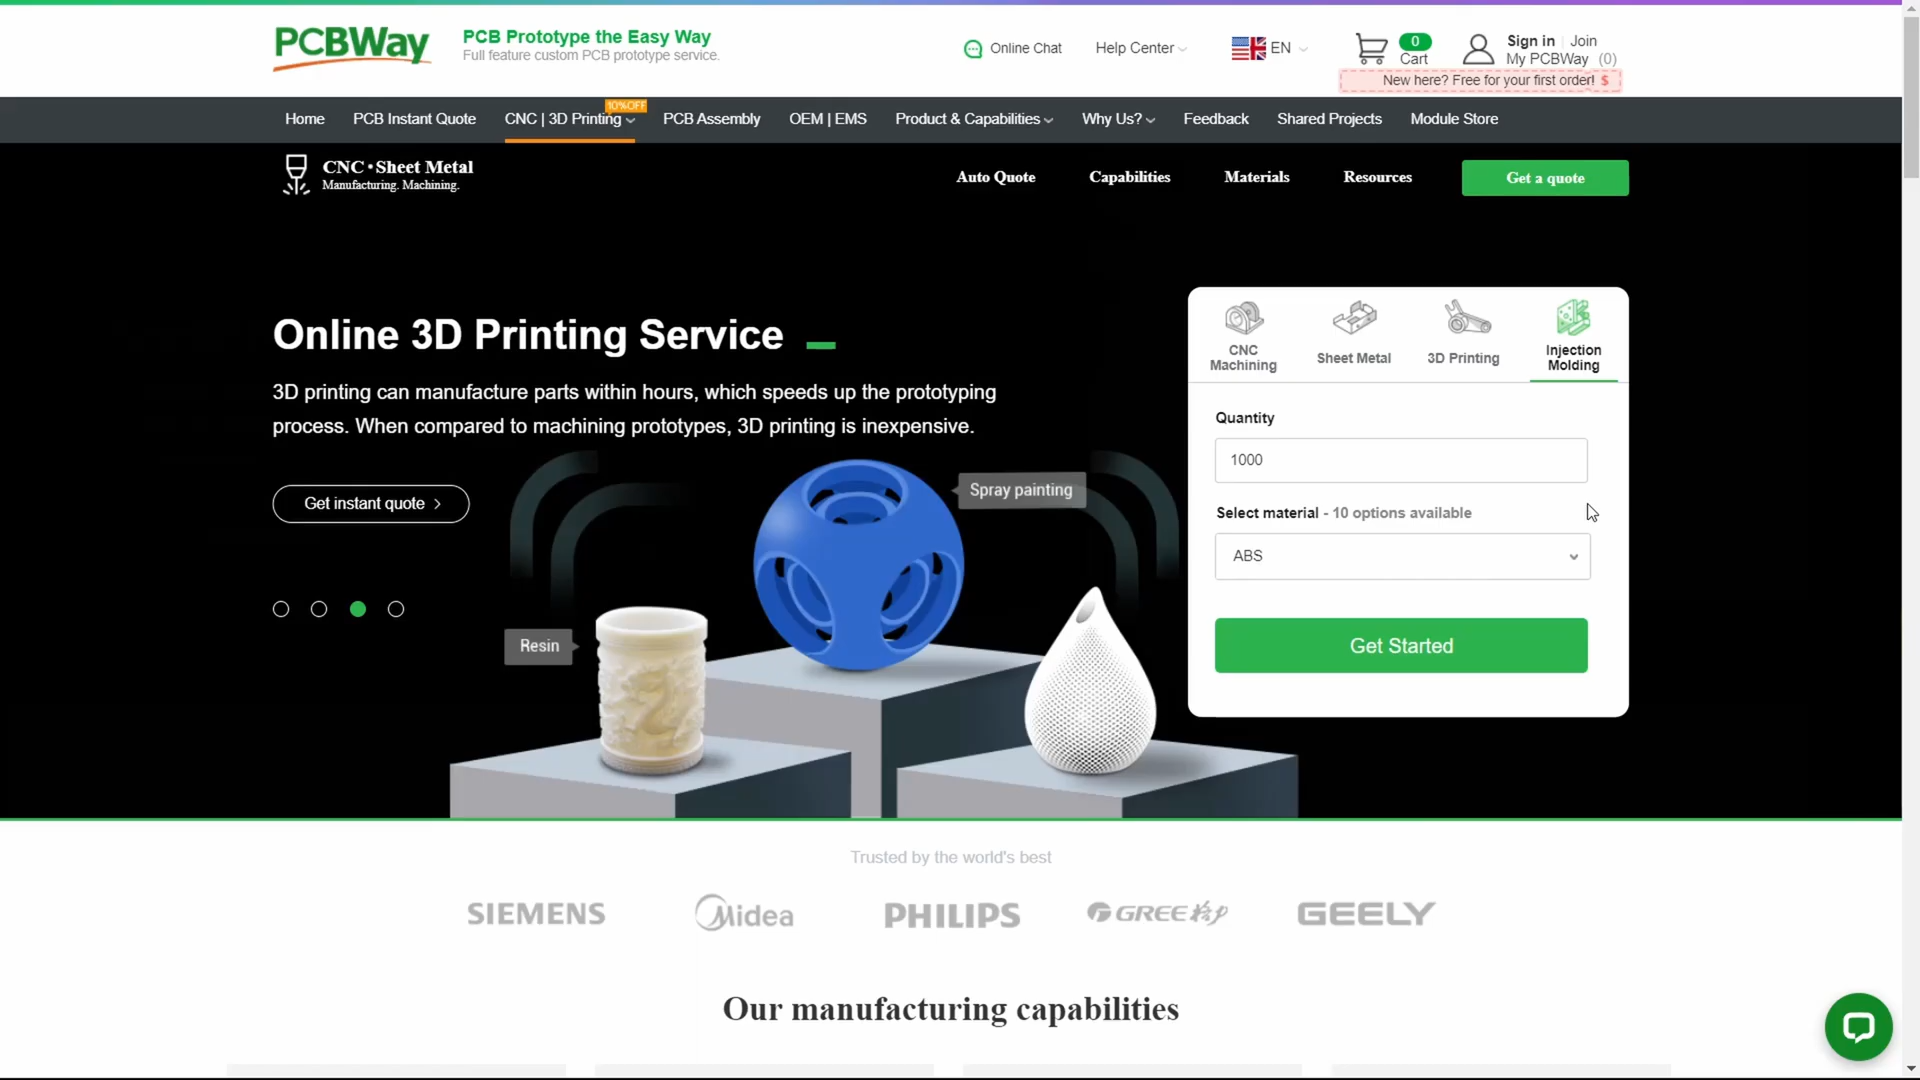 PCBWay
PCB Prototype the Easy Way
Full feature custom PCB prototype service.
Online Chat
Help Center
EN
0
Cart
Sign in
Join
My PCBWay (0)
New here? Free for your first order! $
10%OFF
Home
PCB Instant Quote
CNC | 3D Printing
PCB Assembly
OEM | EMS
Product & Capabilities
Why Us?
Feedback
Shared Projects
Module Store
CNC • Sheet Metal
Manufacturing. Machining.
Auto Quote
Capabilities
Materials
Resources
Get a quote
Online 3D Printing Service
3D printing can manufacture parts within hours, which speeds up the prototyping
process. When compared to machining prototypes, 3D printing is inexpensive.
Get instant quote >
Spray painting
Resin
CNC
Machining
Sheet Metal
3D Printing
Injection
Molding
Quantity
1000
Select material - 10 options available
ABS
Get Started
Trusted by the world's best
SIEMENS
Midea
PHILIPS
GREE格力
GEELY
Our manufacturing capabilities